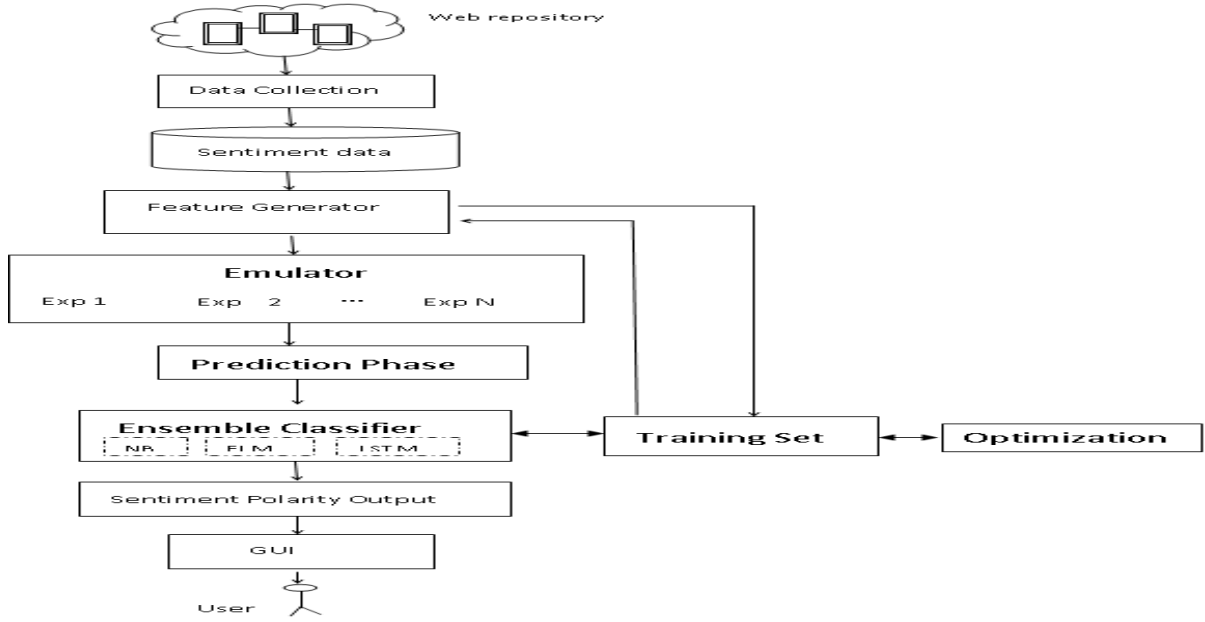 Web repository
Data Collection
Sentiment data
Feature Generator
Emulator
Exp 1 Exp 2 ... Exp N
Prediction Phase
Ensemble Classifier
NB ELM LSTM
Training Set
Optimization
Sentiment Polarity Output
GUI
User